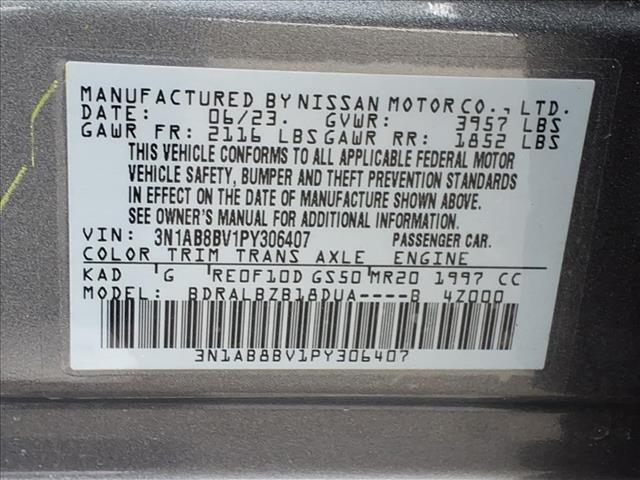 MANUFACTURED BY NISSAN MOTOR CO., LTD.
DATE: 06/23. GVWR: 3957 LBS
GAWR FR: 2116 LBS GAWR RR: 1852 LBS
THIS VEHICLE CONFORMS TO ALL APPLICABLE FEDERAL MOTOR
VEHICLE SAFETY, BUMPER AND THEFT PREVENTION STANDARDS
IN EFFECT ON THE DATE OF MANUFACTURE SHOWN ABOVE.
SEE OWNER'S MANUAL FOR ADDITIONAL INFORMATION.
VIN: 3N1AB8BV1PY306407 PASSENGER CAR.
COLOR TRIM TRANS AXLE ENGINE
KAD G RE0F10D GS50 MR20 1997 CC
MODEL: BDRALBZB18DUA----B 4Z000
3N1AB8BV1PY306407